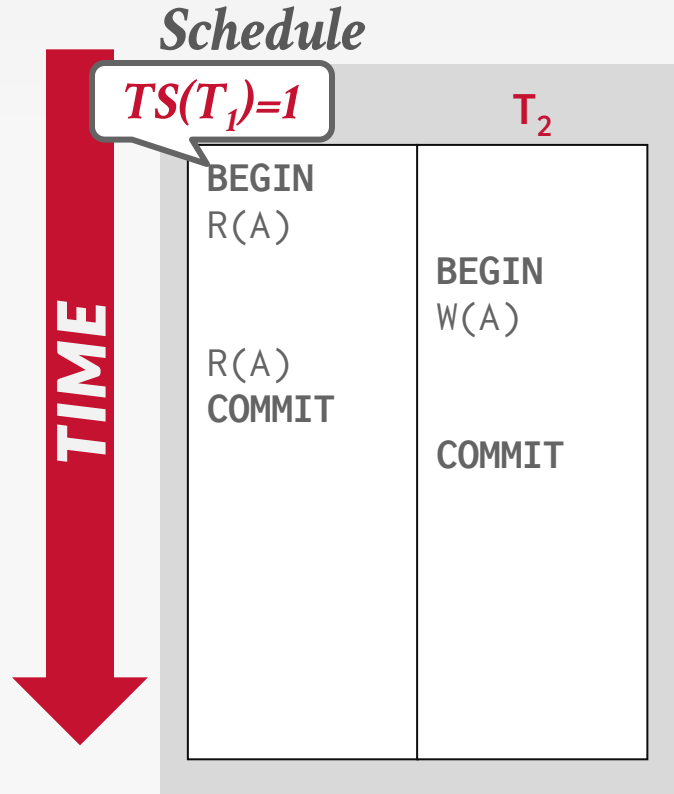 Schedule
TS(T₁)=1
T₂
BEGIN
R(A)
BEGIN
W(A)
R(A)
COMMIT
COMMIT
TIME